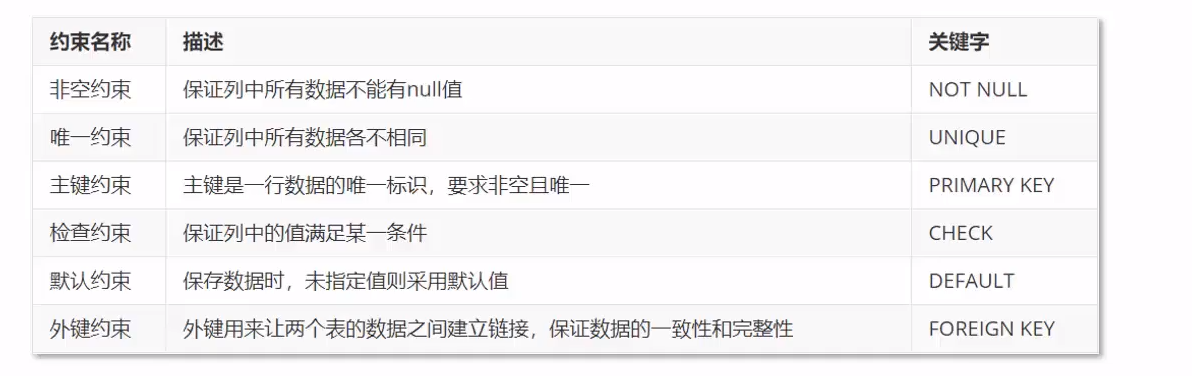 约束名称 描述 关键字
非空约束 保证列中所有数据不能有null值 NOT NULL
唯一约束 保证列中所有数据各不相同 UNIQUE
主键约束 主键是一行数据的唯一标识，要求非空且唯一 PRIMARY KEY
检查约束 保证列中的值满足某一条件 CHECK
默认约束 保存数据时，未指定值则采用默认值 DEFAULT
外键约束 外键用来让两个表的数据之间建立链接，保证数据的一致性和完整性 FOREIGN KEY